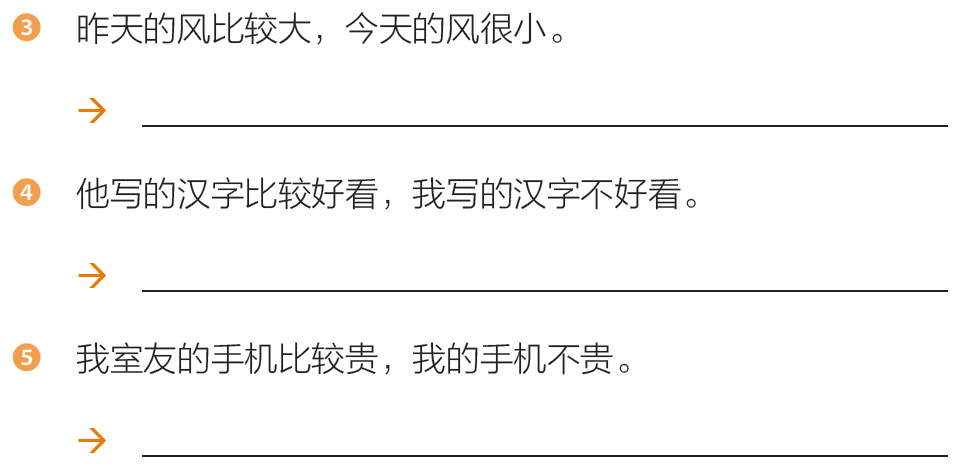 3 昨天的风比较大，今天的风很小。
→
4 他写的汉字比较好看，我写的汉字不好看。
→
5 我室友的手机比较贵，我的手机不贵。
→